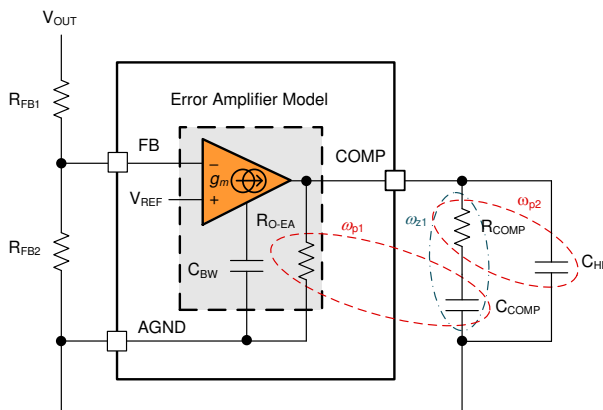 VOUT
RFB1
Error Amplifier Model
FB
COMP
gm
−
+
VREF
RO-EA
ωp1
ωz1
ωp2
RCOMP
RFB2
CBW
CHF
CCOMP
AGND